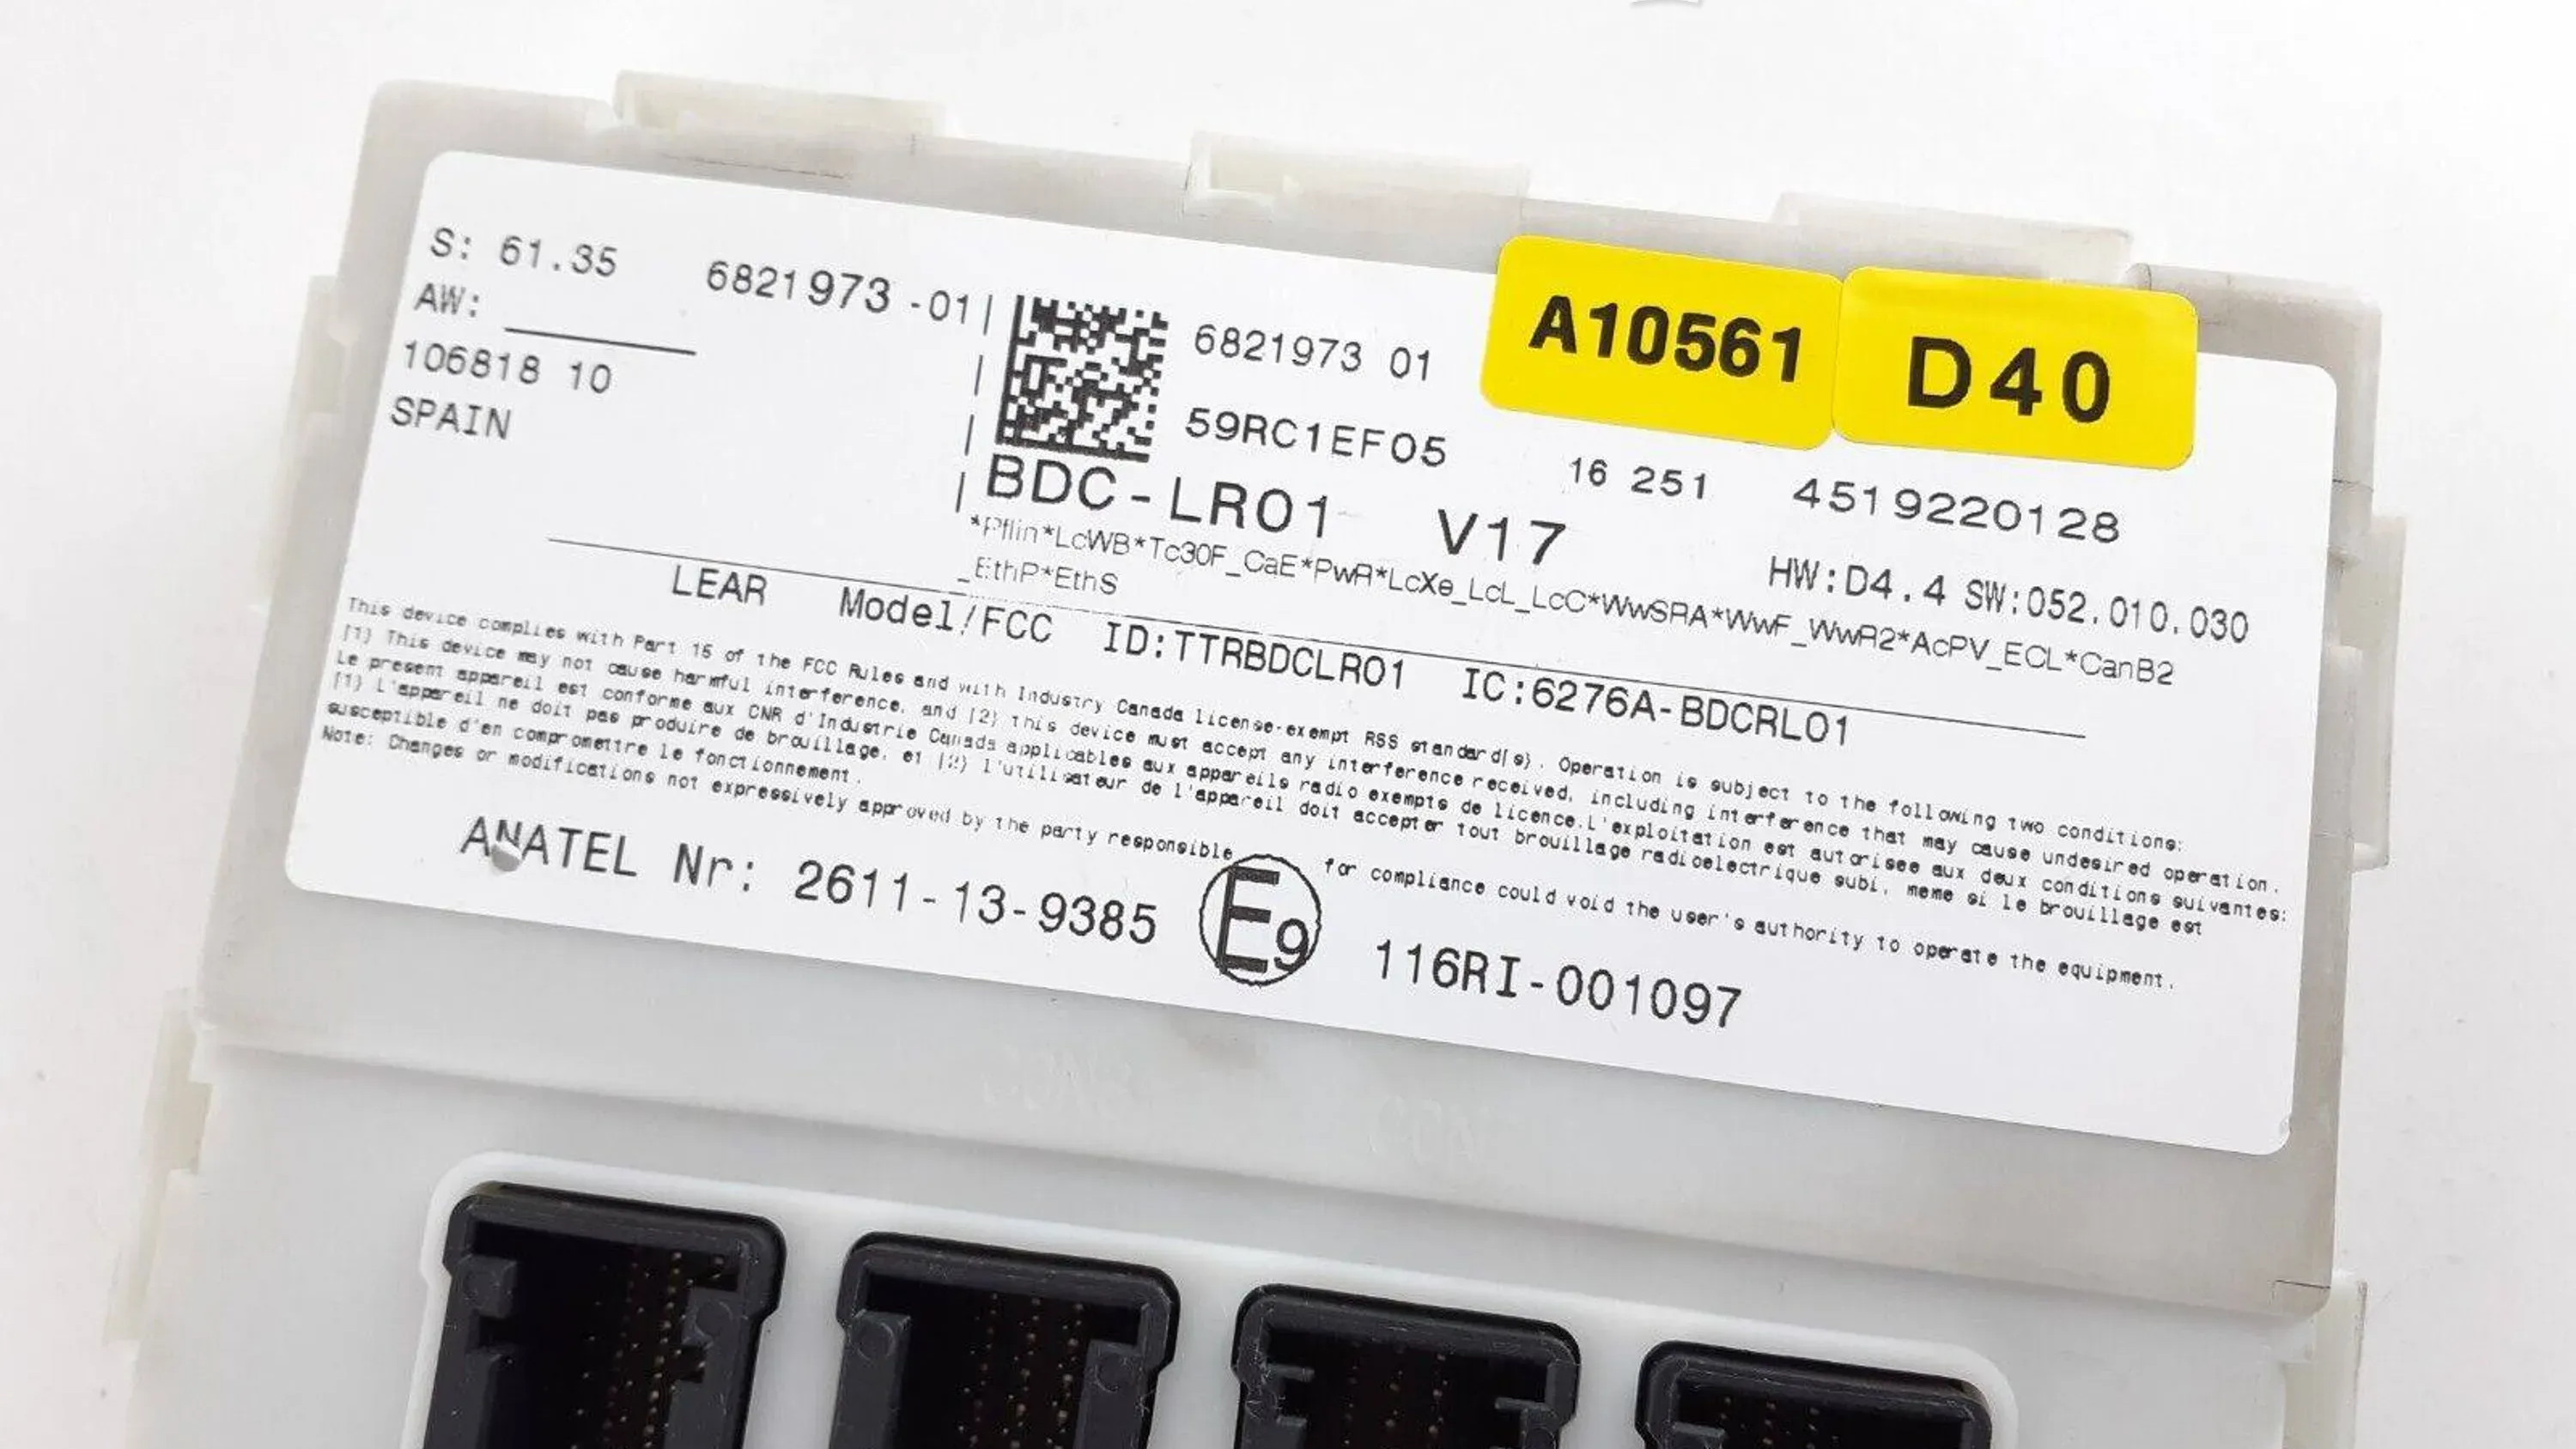 S: 61.35 6821973 -01
AW:
106818 10
SPAIN
6821973 01
59RC1EF05
A10561
D40
16 251 4519220128
BDC-LR01 V17
HW:D4.4 SW:052.010.030
*Pflin*LcWB*Tc30F_CaE*PwR*LcXe_LcL_LcC*WwSRA*WwF_WwR2*AcPV_ECL*CanB2
_EthP*EthS
LEAR Model/FCC ID:TTRBDCLR01 IC:6276A-BDCRL01
This device complies with Part 15 of the FCC Rules and with Industry Canada license-exempt RSS standard(s). Operation is subject to the following two conditions:
(1) This device may not cause harmful interference, and (2) this device must accept any interference received, including interference that may cause undesired operation.
Le present appareil est conforme aux CNR d'Industrie Canada applicables aux appareils radio exempts de licence.L'exploitation est autorisee aux deux conditions suivantes:
(1) L'appareil ne doit pas produire de brouillage, et (2) l'utilisateur de l'appareil doit accepter tout brouillage radioelectrique subi, meme si le brouillage est
susceptible d'en compromettre le fonctionnement.
Note: Changes or modifications not expressively approved by the party responsible for compliance could void the user's authority to operate the equipment.
ANATEL Nr: 2611-13-9385 E9 116RI-001097